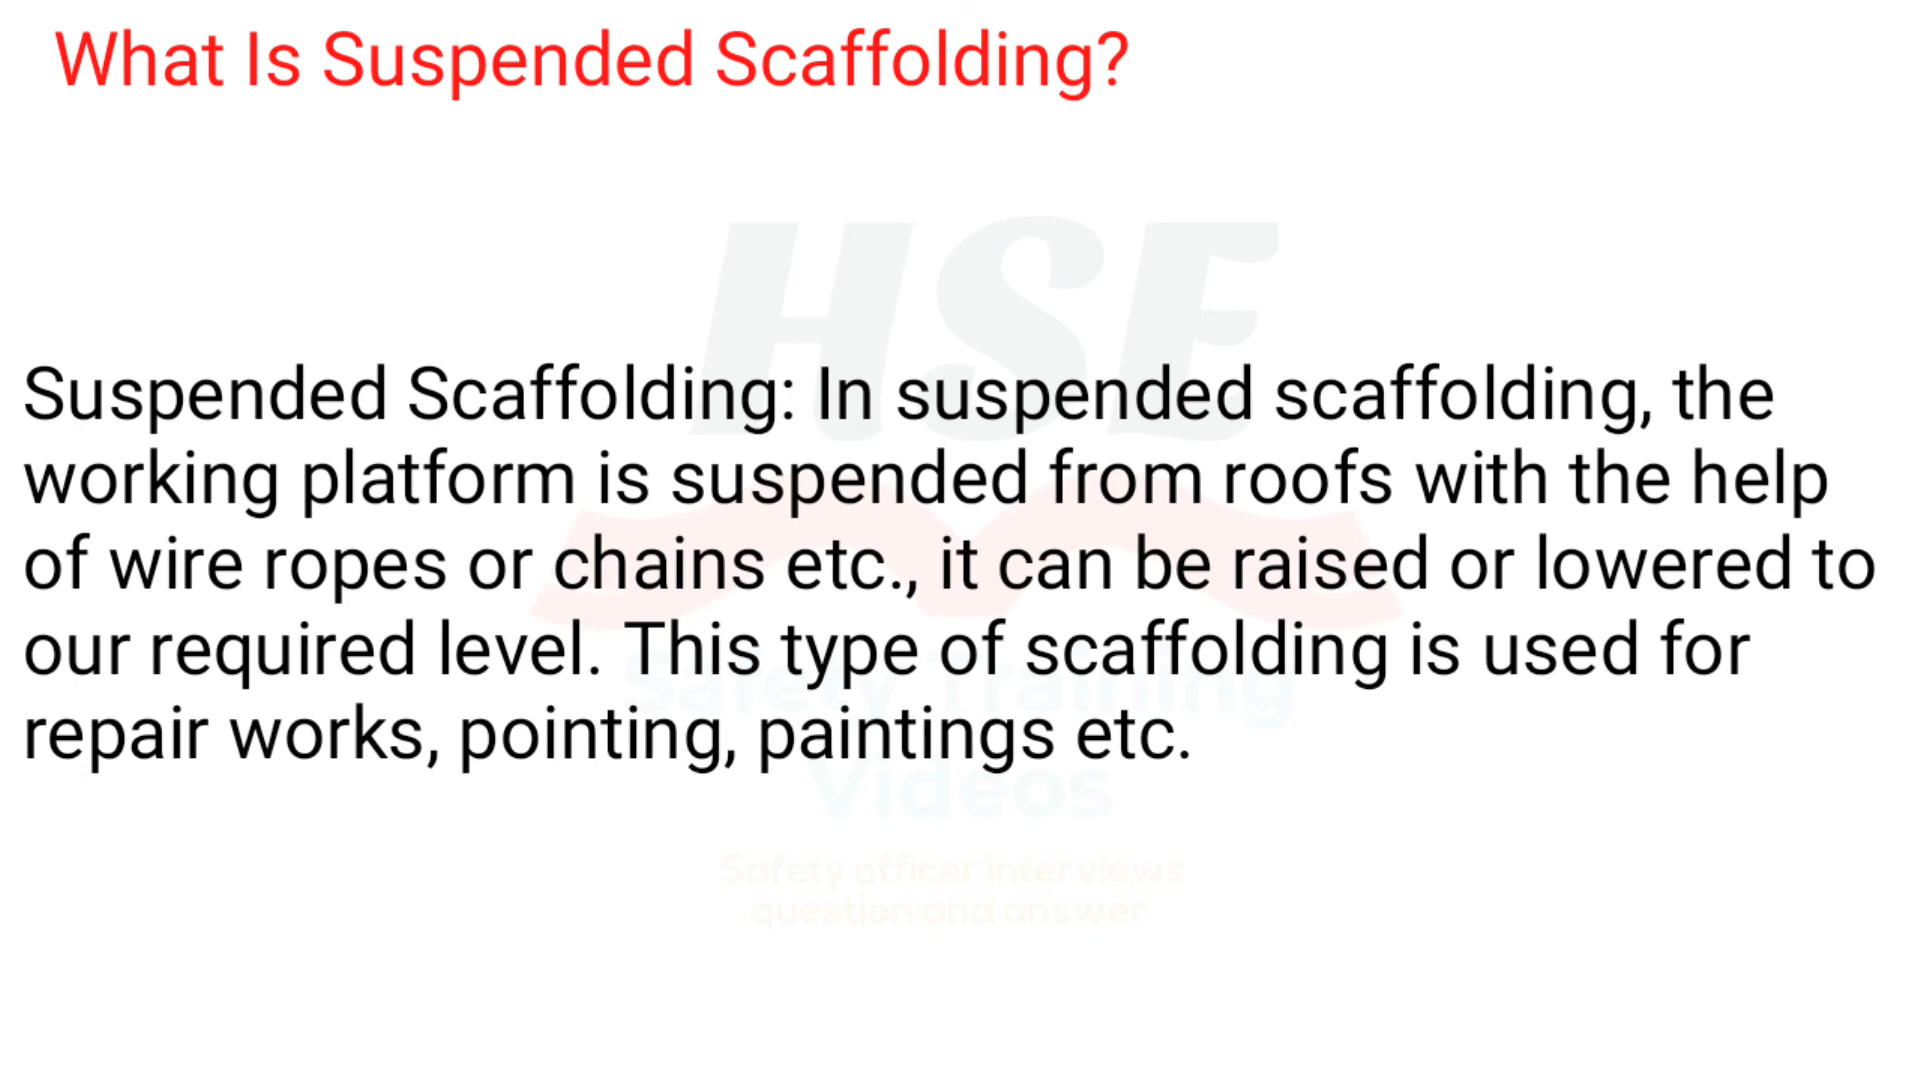 What Is Suspended Scaffolding?
HSE
Suspended Scaffolding: In suspended scaffolding, the
working platform is suspended from roofs with the help
of wire ropes or chains etc., it can be raised or lowered to
our required level. This type of scaffolding is used for
repair works, pointing, paintings etc.
Safety Training
Videos
Safety officer interviews
question and answer